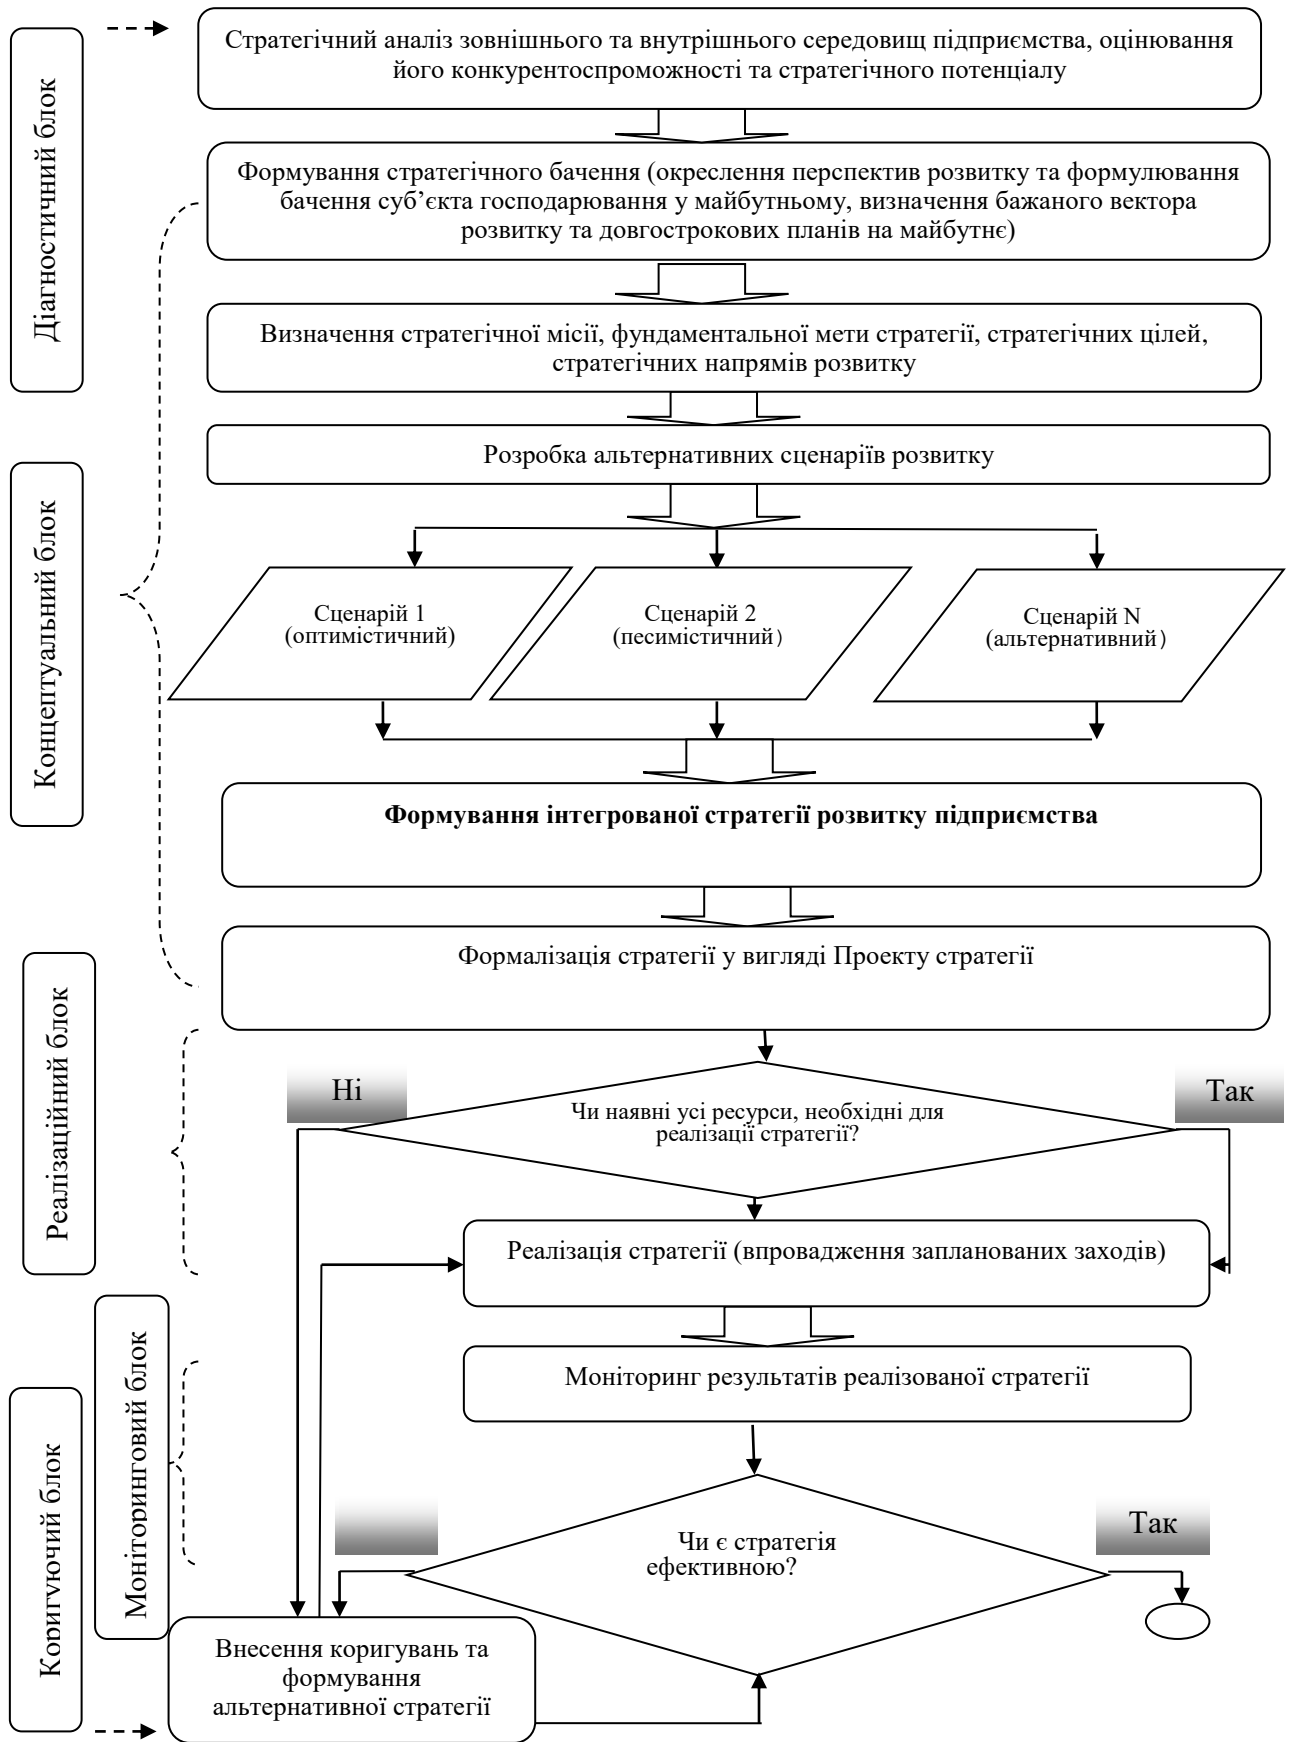 Діагностичний блок
Стратегічний аналіз зовнішнього та внутрішнього середовищ підприємства, оцінювання
його конкурентоспроможності та стратегічного потенціалу
Формування стратегічного бачення (окреслення перспектив розвитку та формулювання
бачення суб’єкта господарювання у майбутньому, визначення бажаного вектора
розвитку та довгострокових планів на майбутнє)
Визначення стратегічної місії, фундаментальної мети стратегії, стратегічних цілей,
стратегічних напрямів розвитку
Концептуальний блок
Розробка альтернативних сценаріїв розвитку
Сценарій 1
(оптимістичний)
Сценарій 2
(песимістичний)
Сценарій N
(альтернативний)
Формування інтегрованої стратегії розвитку підприємства
Формалізація стратегії у вигляді Проекту стратегії
Реалізаційний блок
Ні
Чи наявні усі ресурси, необхідні для
реалізації стратегії?
Так
Реалізація стратегії (впровадження запланованих заходів)
Моніторинговий блок
Моніторинг результатів реалізованої стратегії
Коригуючий блок
Чи є стратегія
ефективною?
Так
Внесення коригувань та
формування
альтернативної стратегії